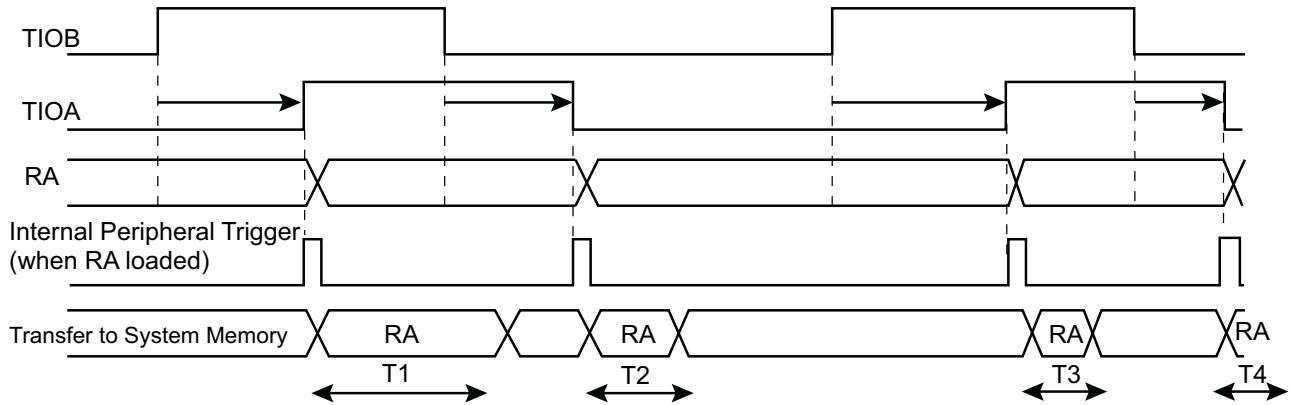 TIOB
TIOA
RA
Internal Peripheral Trigger
(when RA loaded)
Transfer to System Memory
RA
RA
RA
RA
T1
T2
T3
T4